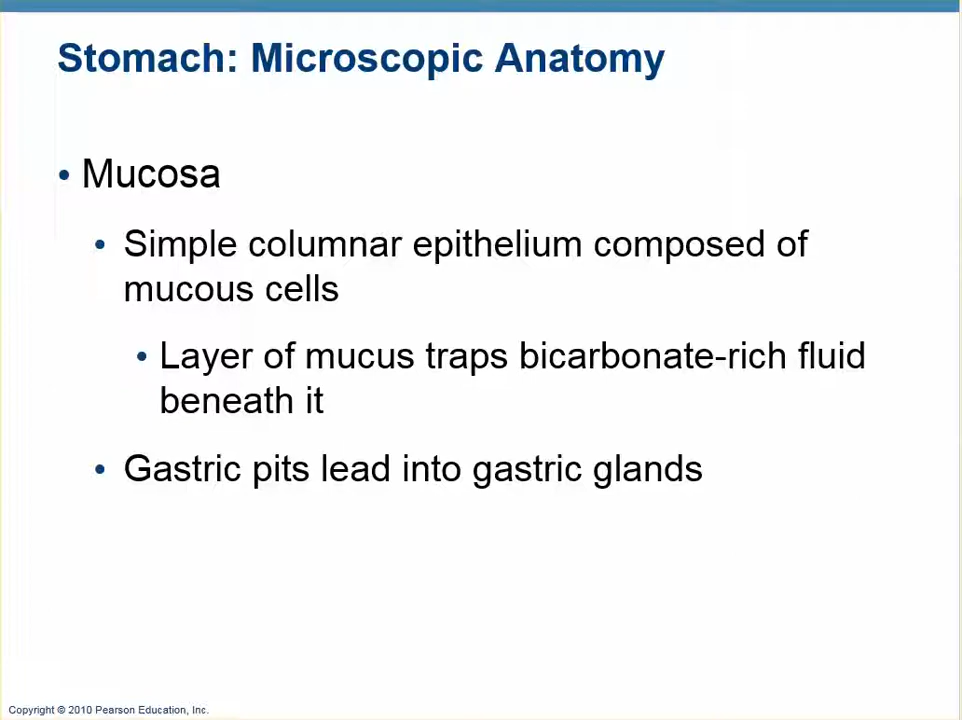 Stomach: Microscopic Anatomy
• Mucosa
• Simple columnar epithelium composed of
mucous cells
• Layer of mucus traps bicarbonate-rich fluid
beneath it
• Gastric pits lead into gastric glands
Copyright © 2010 Pearson Education, Inc.